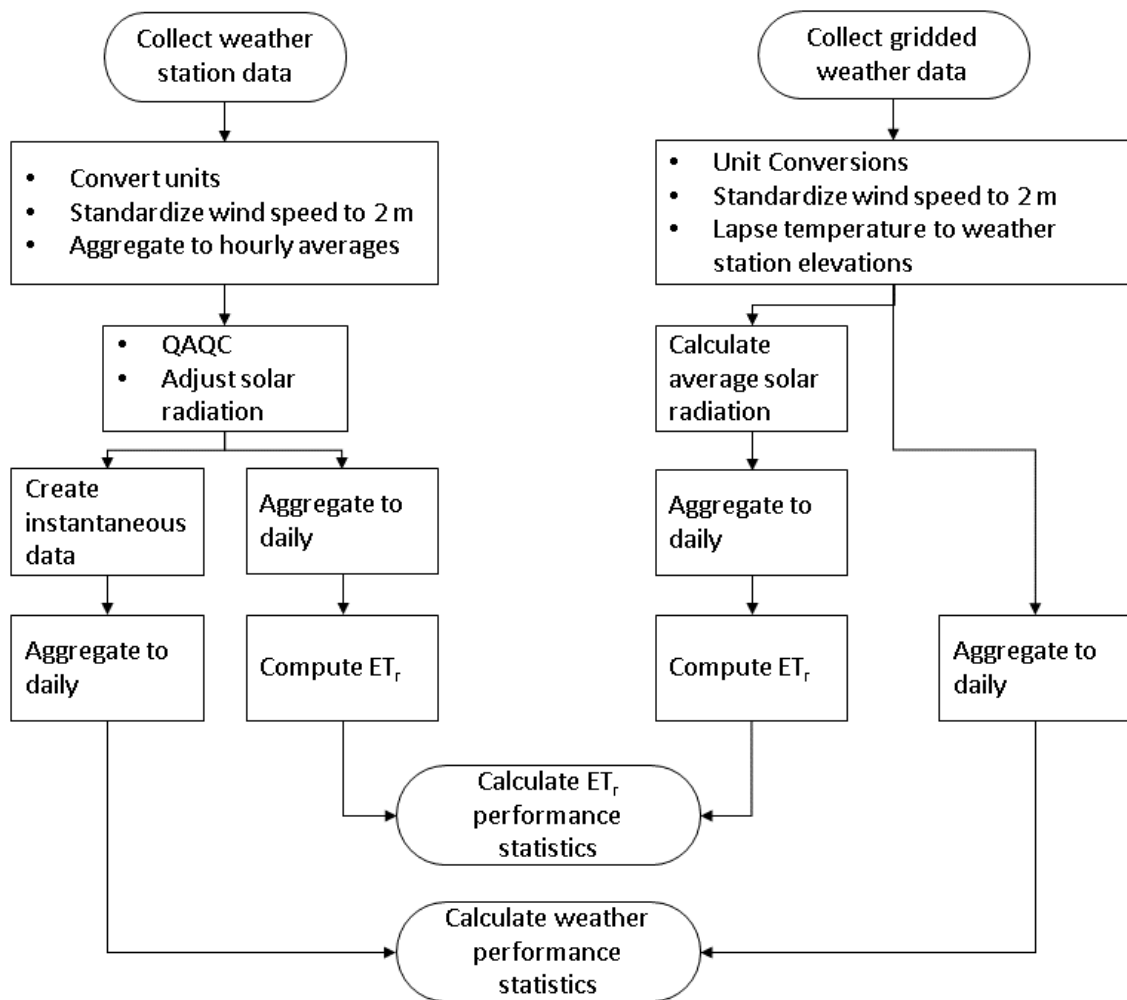 Collect weather
station data
Collect gridded
weather data
• Convert units
• Standardize wind speed to 2 m
• Aggregate to hourly averages
• Unit Conversions
• Standardize wind speed to 2 m
• Lapse temperature to weather
station elevations
• QAQC
• Adjust solar
radiation
Calculate
average solar
radiation
Create
instantaneous
data
Aggregate to
daily
Aggregate to
daily
Aggregate to
daily
Compute ETr
Compute ETr
Aggregate to
daily
Calculate ETr
performance
statistics
Calculate weather
performance
statistics